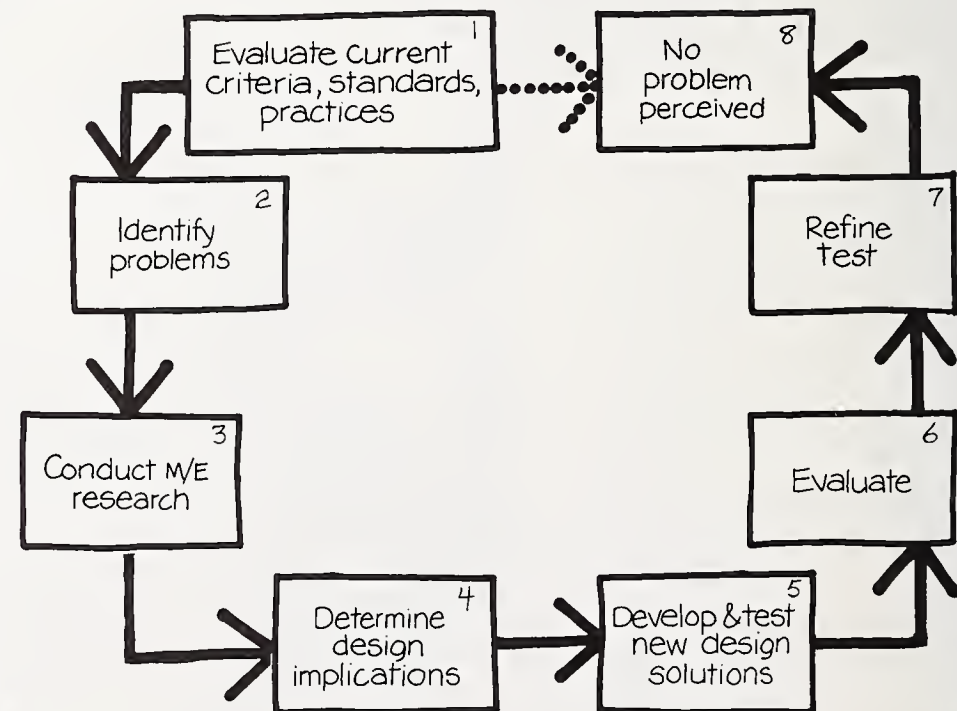 1
Evaluate current
criteria, standards,
practices
2
Identify
problems
3
Conduct M/E
research
4
Determine
design
implications
5
Develop & test
new design
solutions
6
Evaluate
7
Refine
Test
8
No
problem
perceived